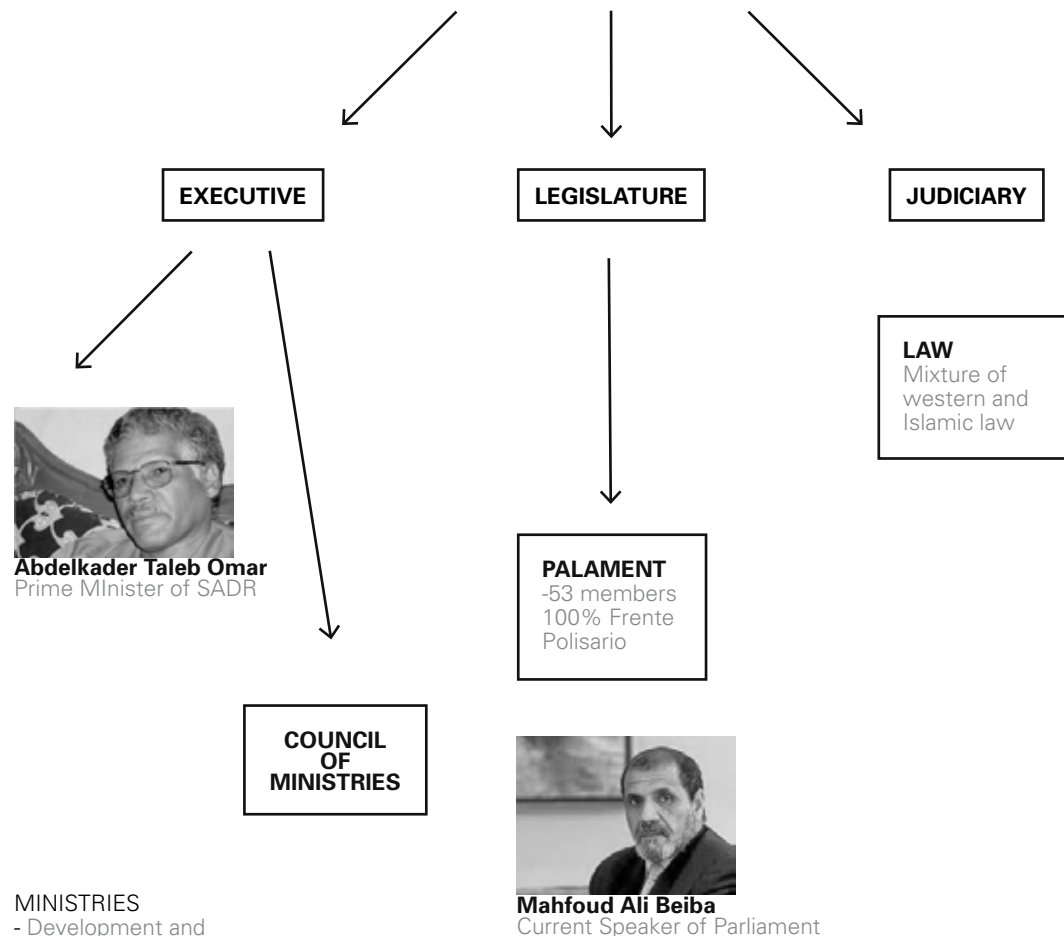 EXECUTIVE
LEGISLATURE
JUDICIARY
LAW
Mixture of
western and
Islamic law
Abdelkader Taleb Omar
Prime MInister of SADR
PALAMENT
-53 members
100% Frente
Polisario
COUNCIL
OF
MINISTRIES
Mahfoud Ali Beiba
Current Speaker of Parliament
MINISTRIES
- Development and